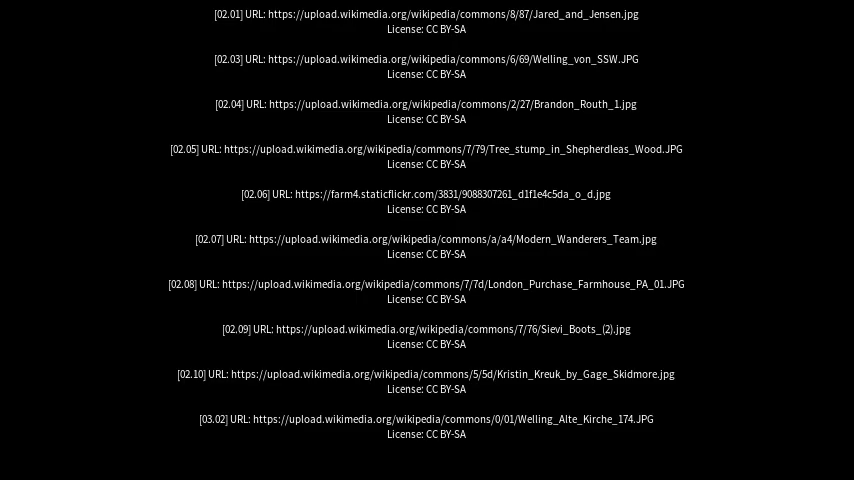 [02.01] URL: https://upload.wikimedia.org/wikipedia/commons/8/87/Jared_and_Jensen.jpg
License: CC BY-SA
[02.03] URL: https://upload.wikimedia.org/wikipedia/commons/6/69/Welling_von_SSW.JPG
License: CC BY-SA
[02.04] URL: https://upload.wikimedia.org/wikipedia/commons/2/27/Brandon_Routh_1.jpg
License: CC BY-SA
[02.05] URL: https://upload.wikimedia.org/wikipedia/commons/7/79/Tree_stump_in_Shepherdleas_Wood.JPG
License: CC BY-SA
[02.06] URL: https://farm4.staticflickr.com/3831/9088307261_d1f1e4c5da_o_d.jpg
License: CC BY-SA
[02.07] URL: https://upload.wikimedia.org/wikipedia/commons/a/a4/Modern_Wanderers_Team.jpg
License: CC BY-SA
[02.08] URL: https://upload.wikimedia.org/wikipedia/commons/7/7d/London_Purchase_Farmhouse_PA_01.JPG
License: CC BY-SA
[02.09] URL: https://upload.wikimedia.org/wikipedia/commons/7/76/Sievi_Boots_(2).jpg
License: CC BY-SA
[02.10] URL: https://upload.wikimedia.org/wikipedia/commons/5/5d/Kristin_Kreuk_by_Gage_Skidmore.jpg
License: CC BY-SA
[03.02] URL: https://upload.wikimedia.org/wikipedia/commons/0/01/Welling_Alte_Kirche_174.JPG
License: CC BY-SA